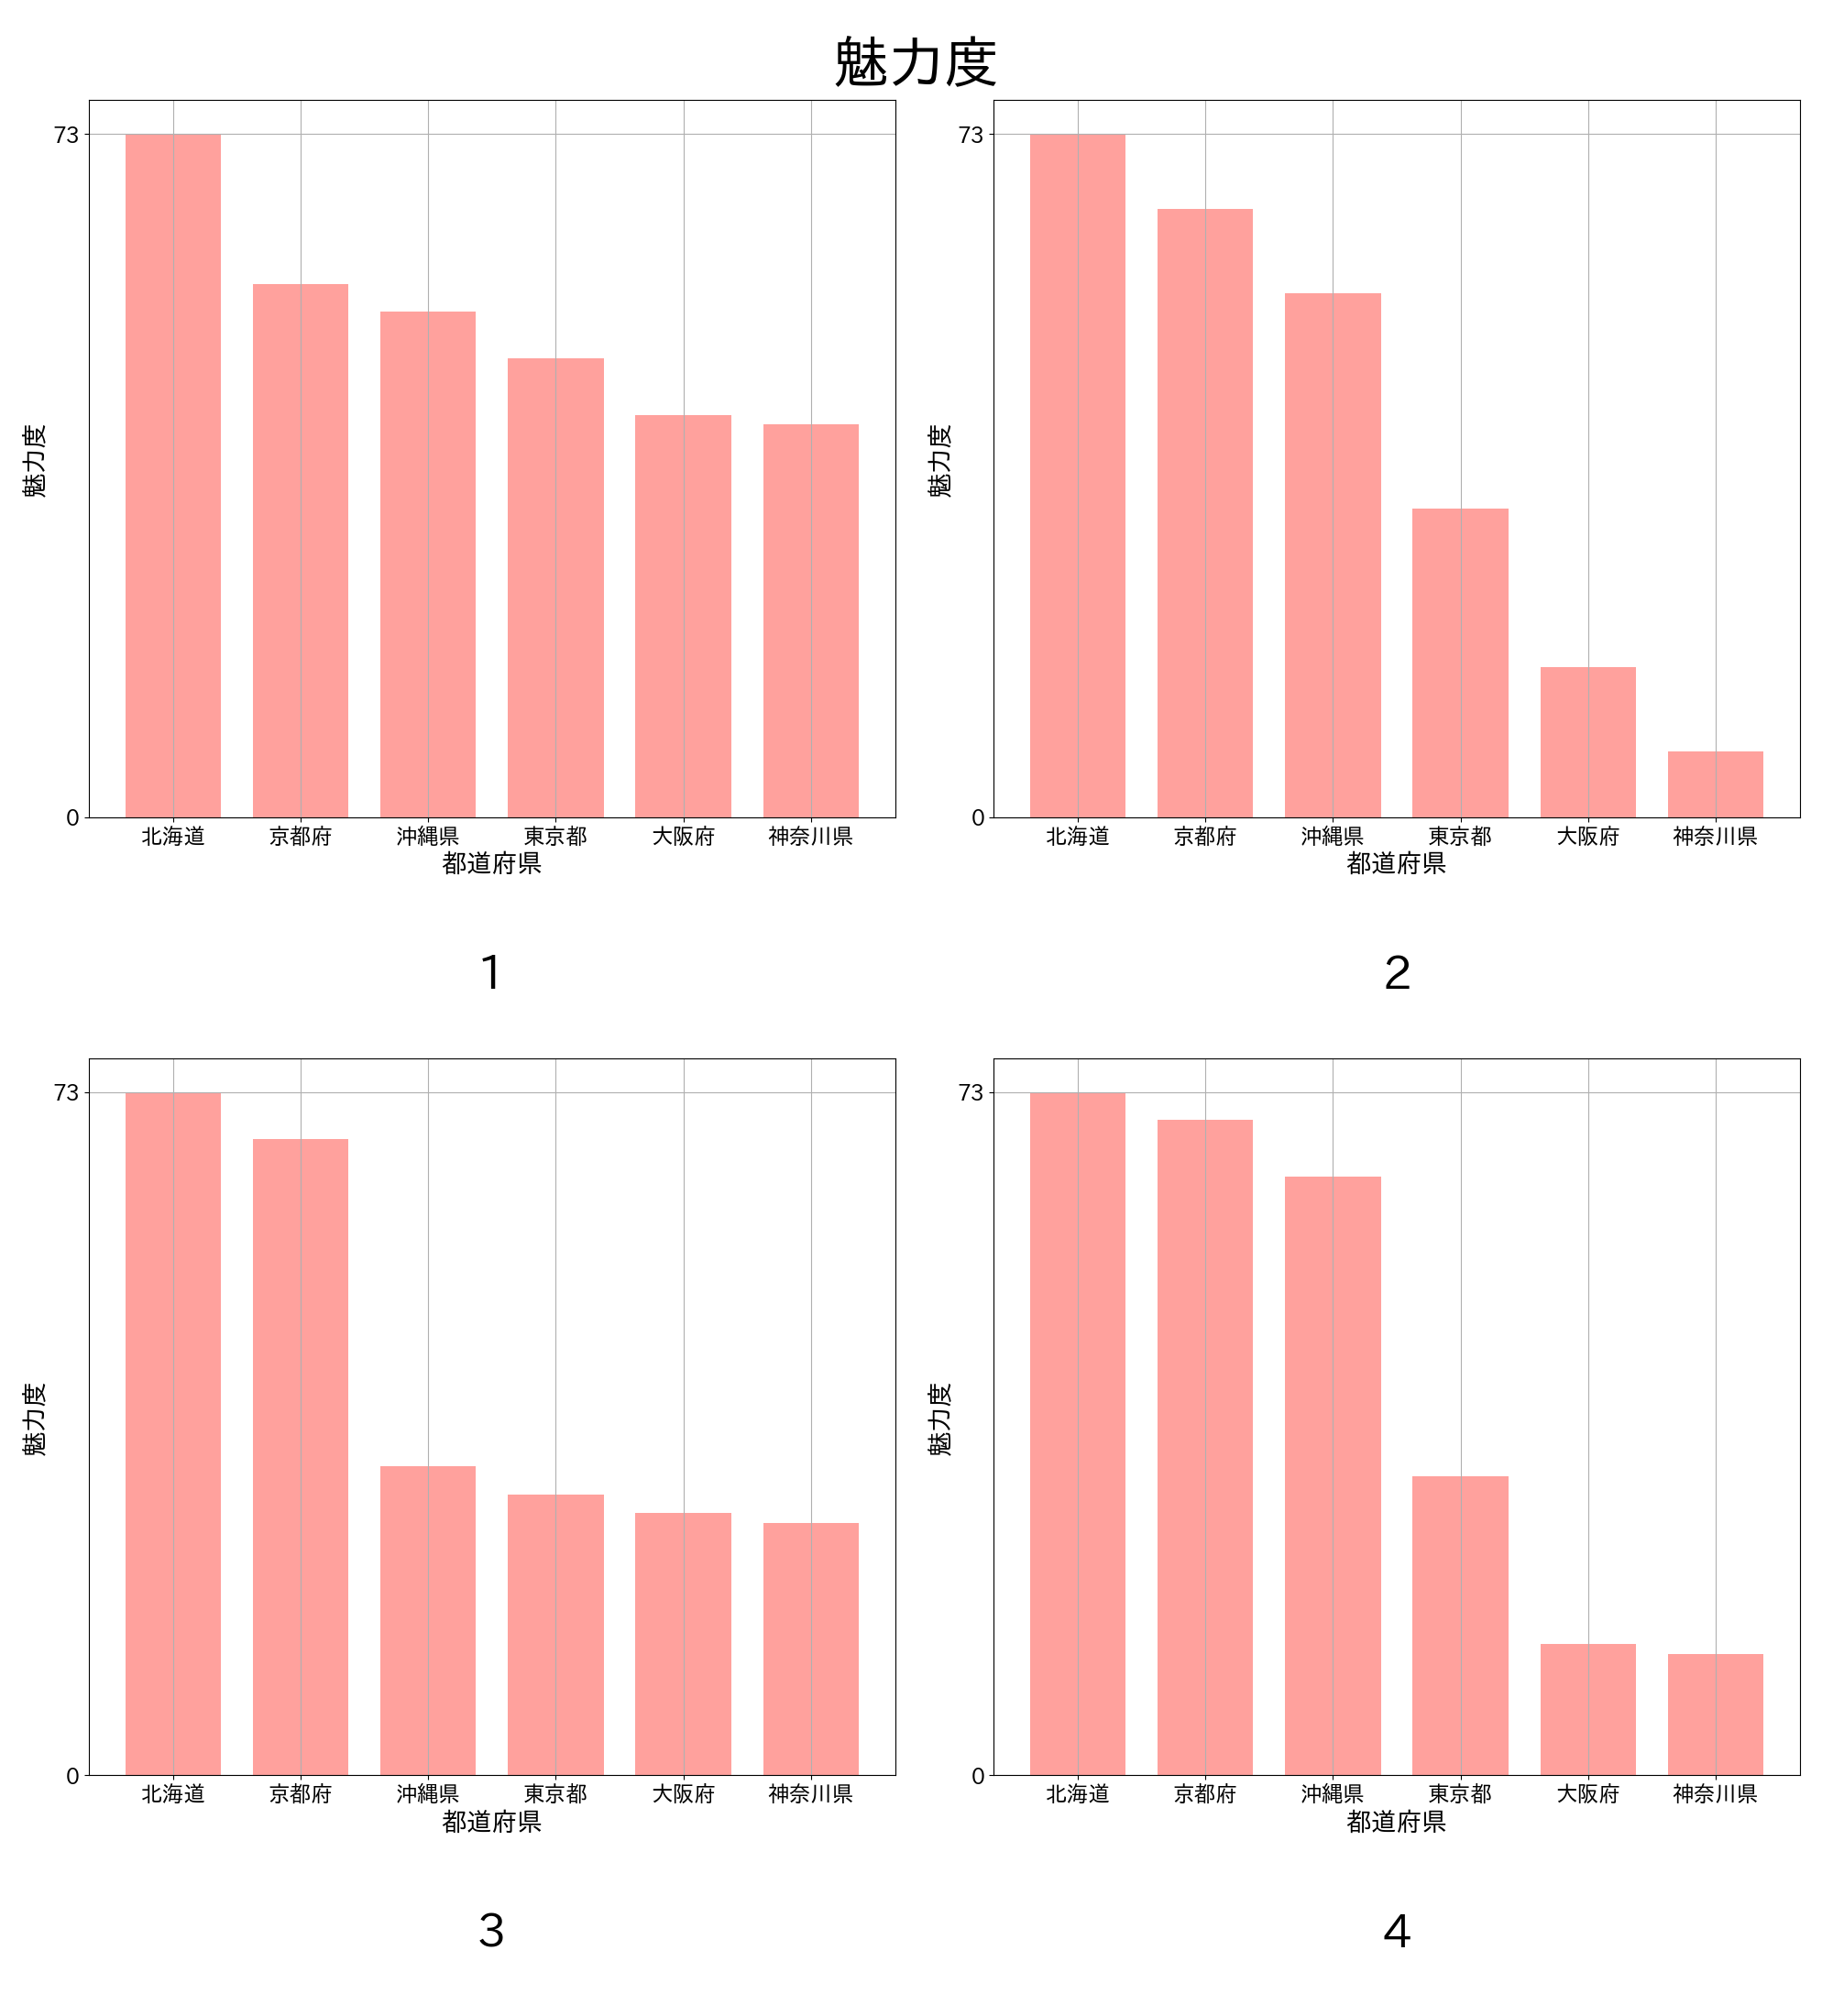 魅力度
魅力度
73
0
北海道 京都府 沖縄県 東京都 大阪府 神奈川県
都道府県
1
魅力度
73
0
北海道 京都府 沖縄県 東京都 大阪府 神奈川県
都道府県
2
魅力度
73
0
北海道 京都府 沖縄県 東京都 大阪府 神奈川県
都道府県
3
魅力度
73
0
北海道 京都府 沖縄県 東京都 大阪府 神奈川県
都道府県
4